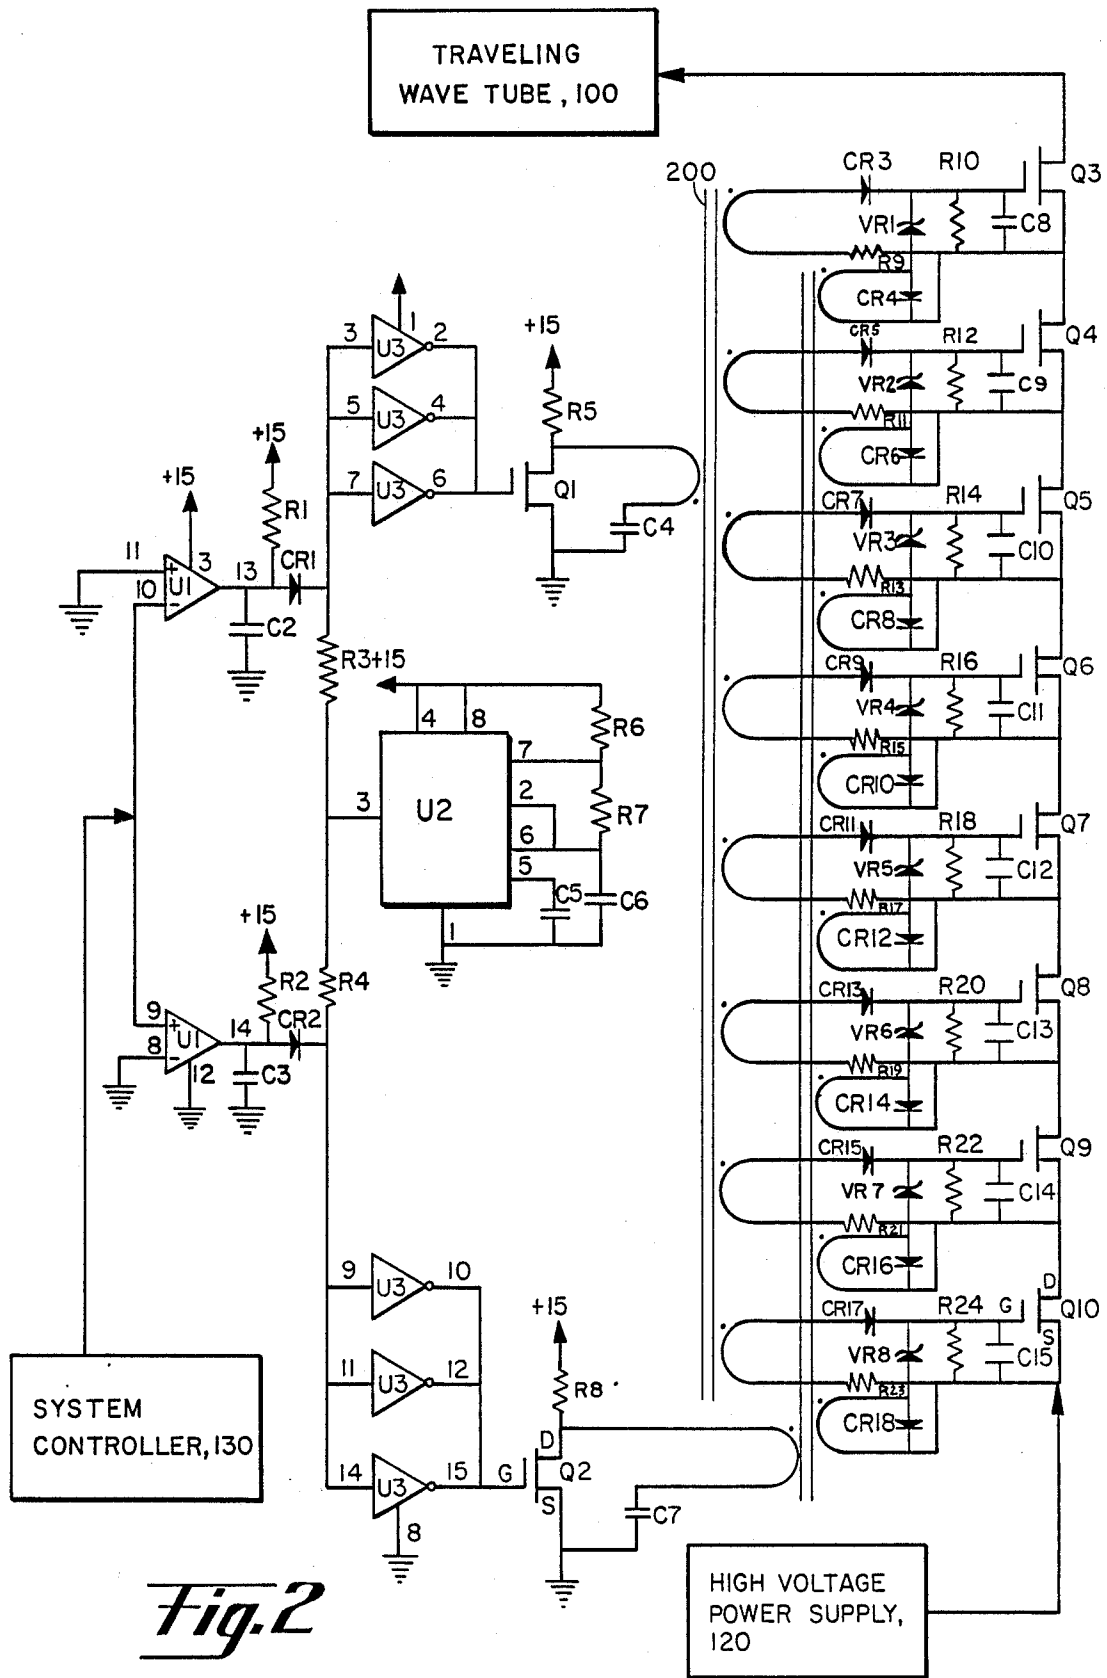 TRAVELING
WAVE TUBE, 100
200
CR3
R10
Q3
VR1
C8
R9
CR4
CR5
R12
Q4
VR2
C9
R11
CR6
CR7
R14
Q5
VR3
C10
R13
CR8
CR9
R16
Q6
VR4
C11
R15
CR10
CR11
R18
Q7
VR5
C12
R17
CR12
CR13
R20
Q8
VR6
C13
R19
CR14
CR15
R22
Q9
VR7
C14
R21
CR16
CR17
R24
G
D
S
Q10
VR8
C15
R23
CR18
3
U3
1
2
5
U3
4
7
U3
6
+15
R5
Q1
C4
+15
R1
+15
11
10
+
-
U1
3
13
CR1
C2
R3
+15
4
8
3
U2
7
2
6
5
1
R6
R7
C5
C6
+15
R2
R4
9
8
+
-
U1
12
14
CR2
C3
9
U3
10
11
U3
12
14
U3
15
8
+15
R8
G
D
S
Q2
C7
SYSTEM
CONTROLLER, 130
HIGH VOLTAGE
POWER SUPPLY,
120
Fig. 2